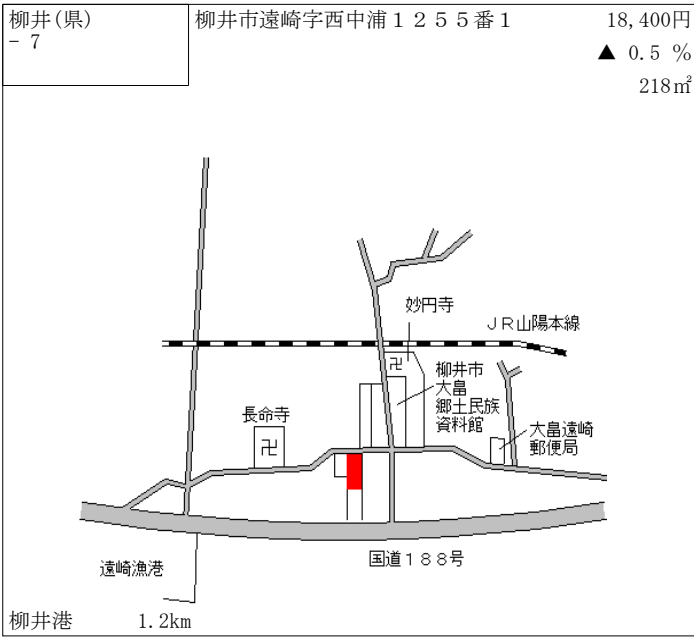 柳井(県)
- 7
柳井市遠崎字西中浦１２５５番１
18,400円
▲ 0.5 %
218㎡
妙円寺
ＪＲ山陽本線
卍
柳井市
大畠
郷土民族
資料館
長命寺
卍
大畠遠崎
郵便局
国道１８８号
遠崎漁港
柳井港 1.2km